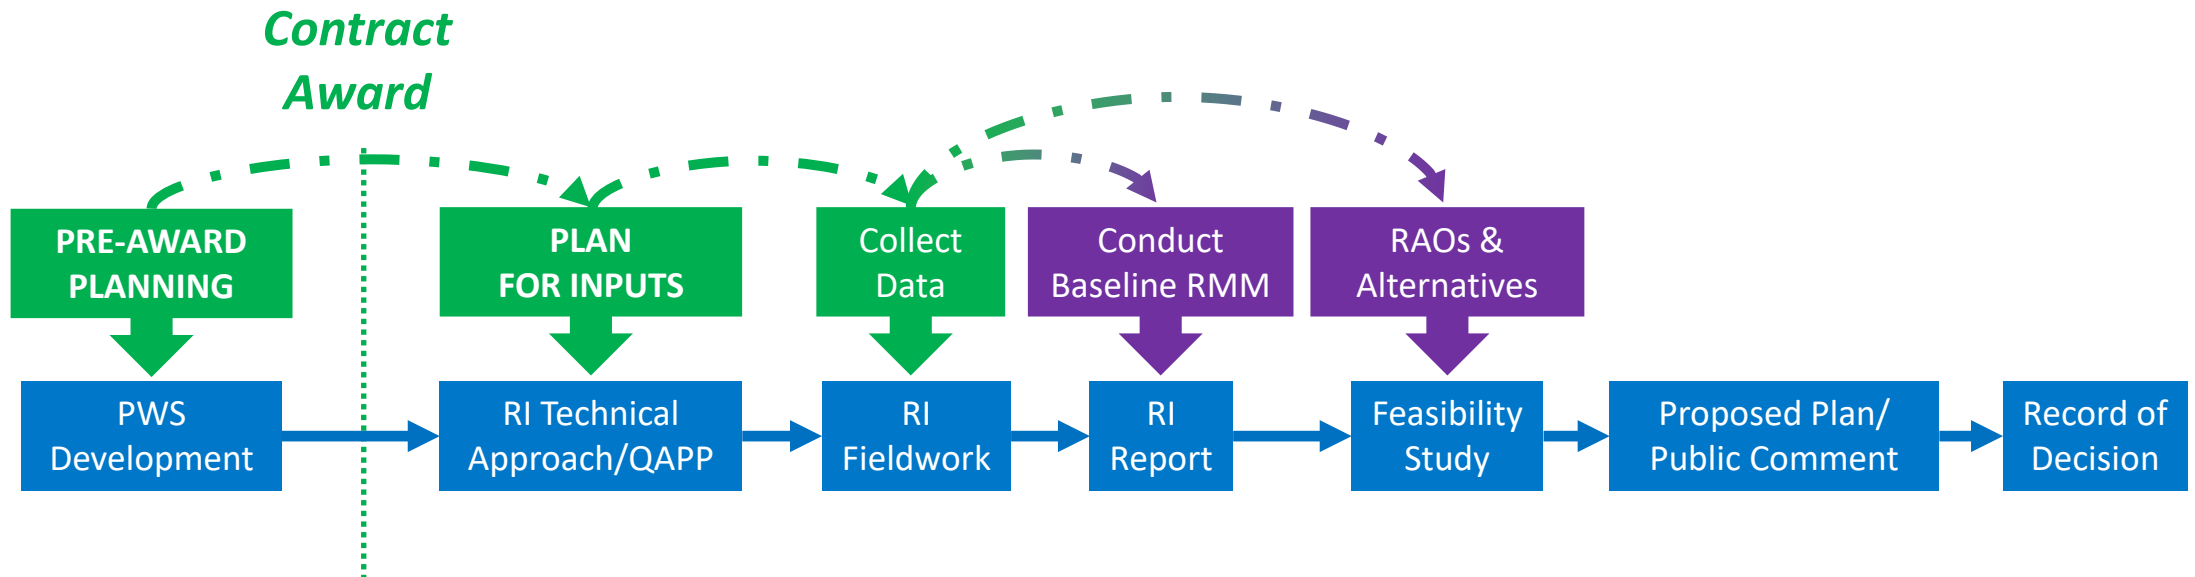 Contract
Award
PRE-AWARD
PLANNING
PLAN
FOR INPUTS
Collect
Data
Conduct
Baseline RMM
RAOs &
Alternatives
PWS
Development
RI Technical
Approach/QAPP
RI
Fieldwork
RI
Report
Feasibility
Study
Proposed Plan/
Public Comment
Record of
Decision